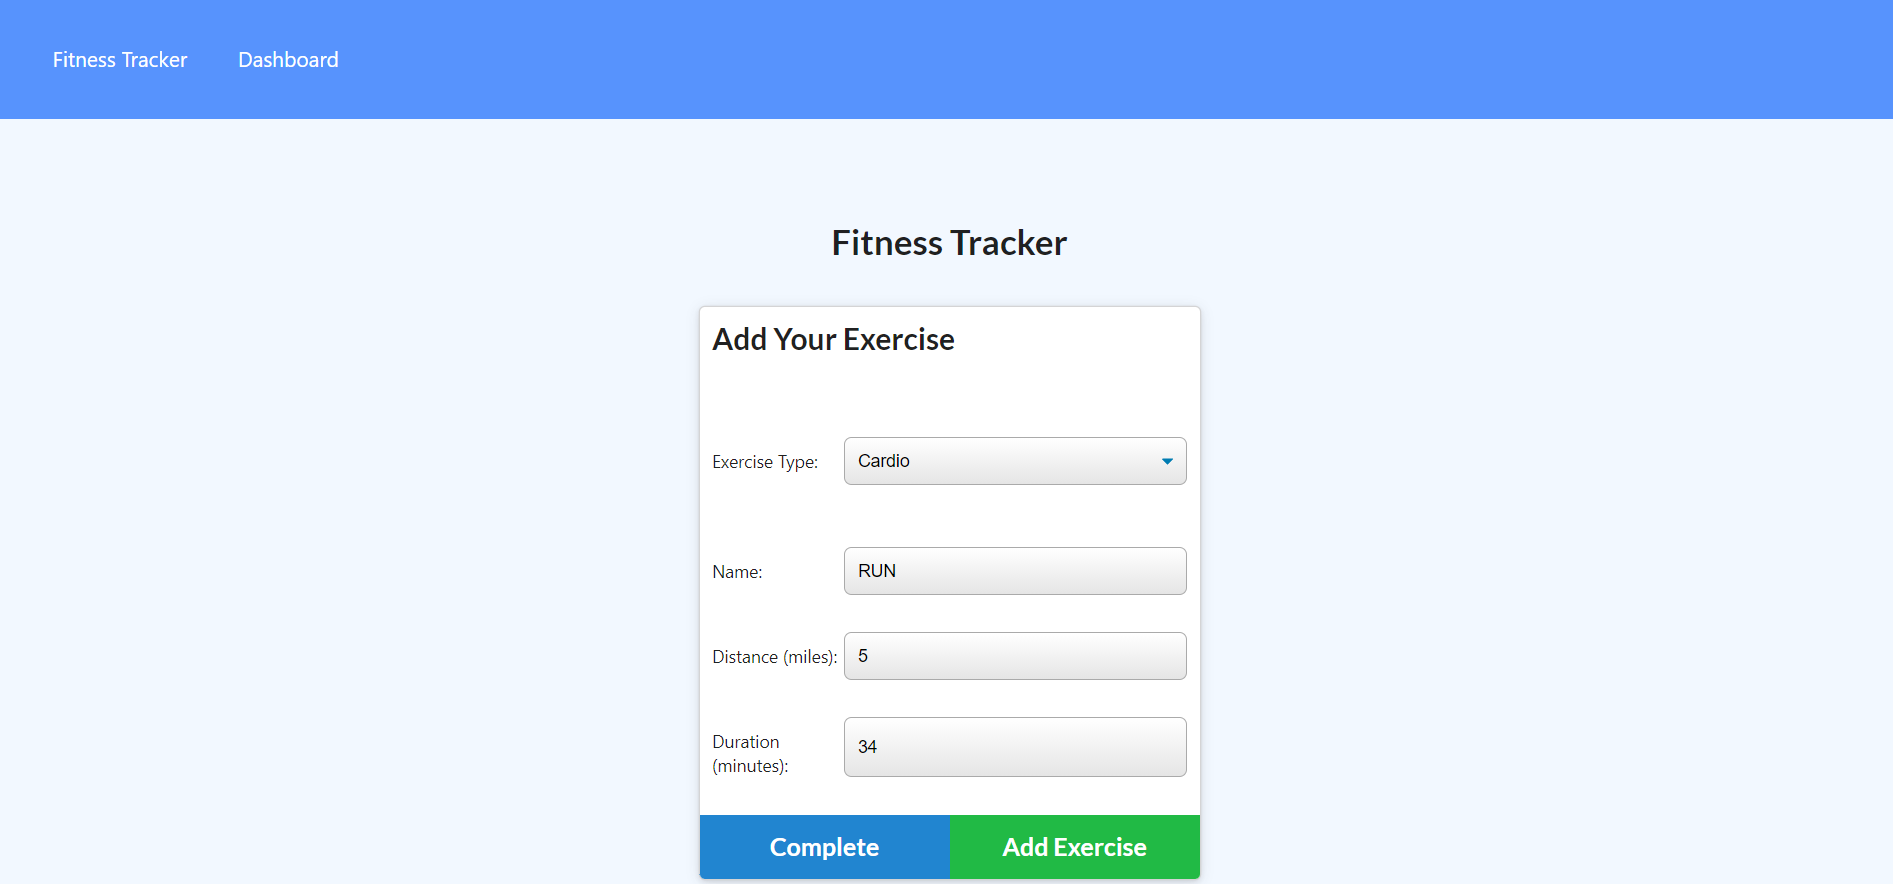 Fitness Tracker Dashboard
Fitness Tracker
Add Your Exercise
Exercise Type: Cardio
Name: RUN
Distance (miles): 5
Duration
(minutes): 34
Complete Add Exercise